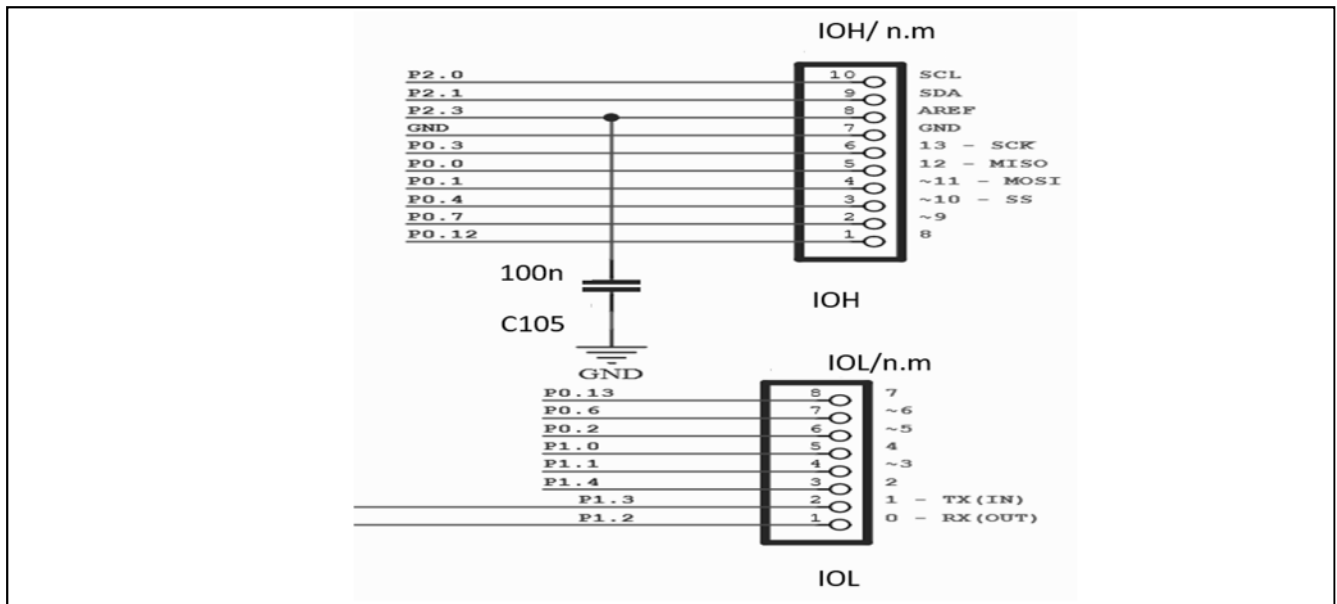 IOH/ n.m
P2.0 10 SCL
P2.1 9 SDA
P2.3 8 AREF
GND 7 GND
P0.3 6 13 - SCK
P0.0 5 12 - MISO
P0.1 4 ~11 - MOSI
P0.4 3 ~10 - SS
P0.7 2 ~9
P0.12 1 8
100n
IOH
C105
GND
IOL/n.m
P0.13 8 7
P0.6 7 ~6
P0.2 6 ~5
P1.0 5 4
P1.1 4 ~3
P1.4 3 2
P1.3 2 1 - TX(IN)
P1.2 1 0 - RX(OUT)
IOL